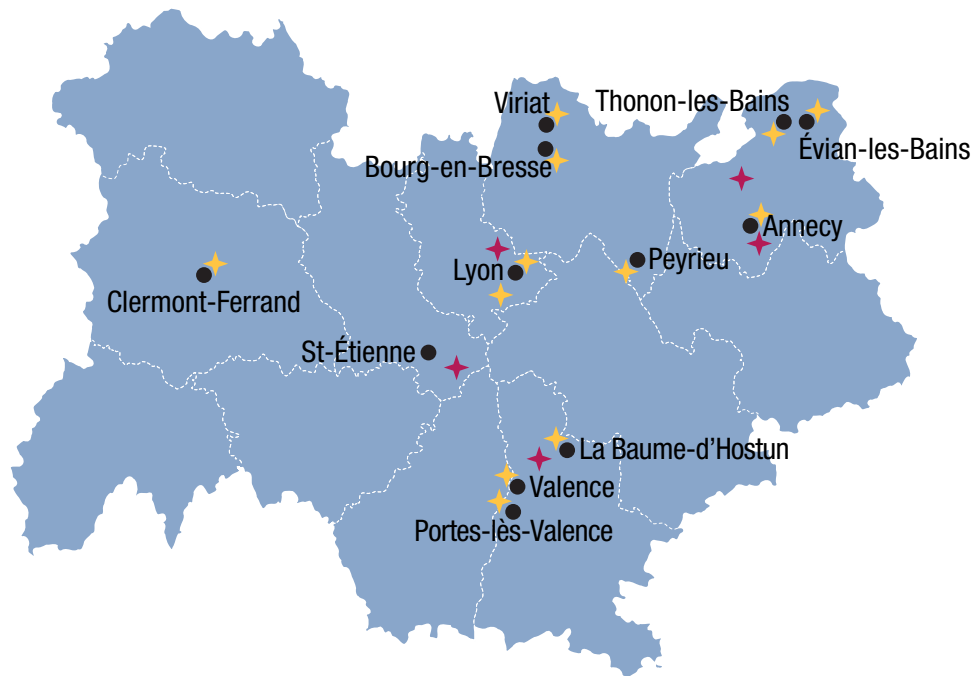 Viriat
Thonon-les-Bains
Évian-les-Bains
Bourg-en-Bresse
Annecy
Peyrieu
Lyon
Clermont-Ferrand
St-Étienne
La Baume-d'Hostun
Valence
Portes-lès-Valence